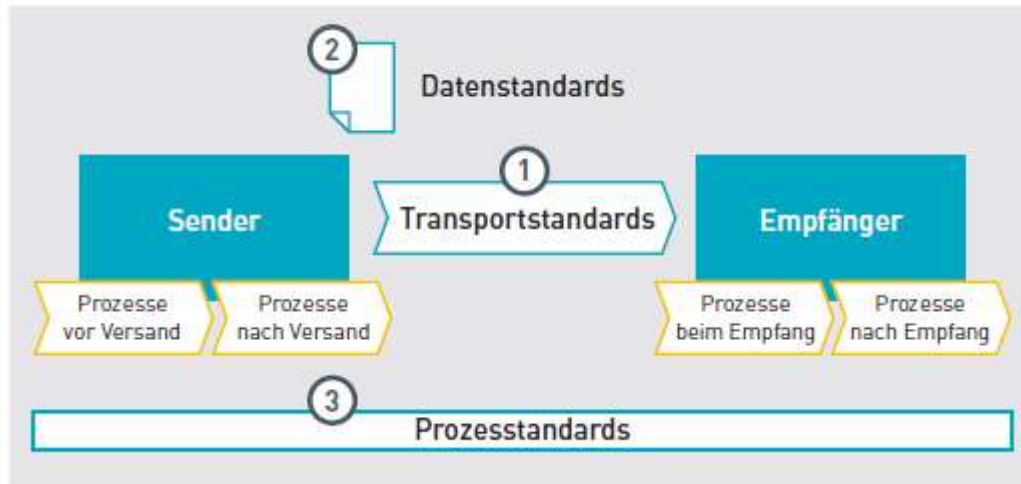 2
Datenstandards
1
Sender
Transportstandards
Empfänger
Prozesse
vor Versand
Prozesse
nach Versand
Prozesse
beim Empfang
Prozesse
nach Empfang
3
Prozesstandards